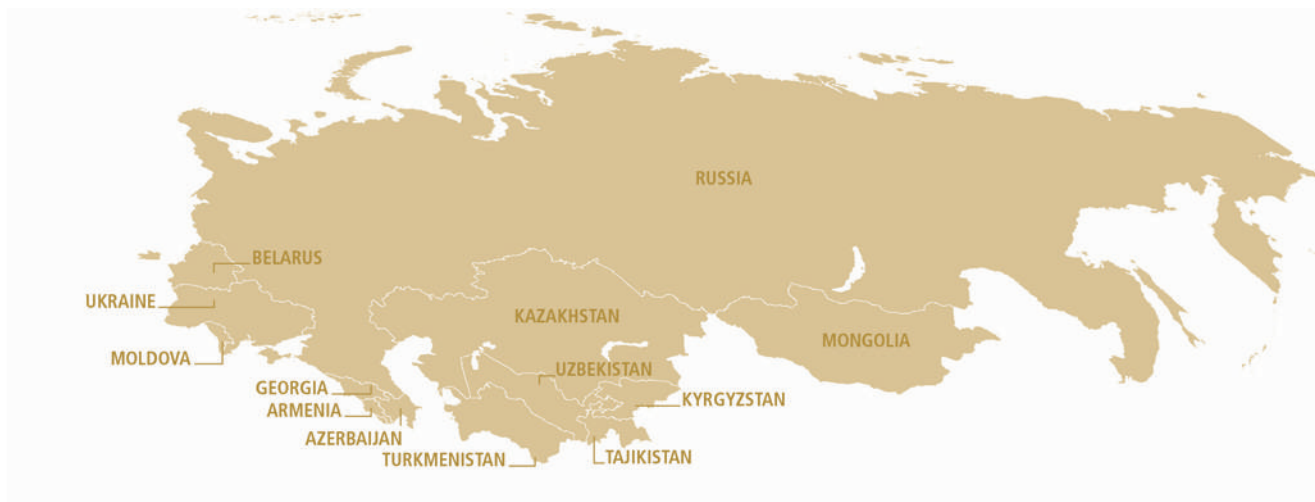 RUSSIA
BELARUS
UKRAINE
KAZAKHSTAN
MONGOLIA
MOLDOVA
UZBEKISTAN
GEORGIA
KYRGYZSTAN
ARMENIA
AZERBAIJAN
TURKMENISTAN
TAJIKISTAN